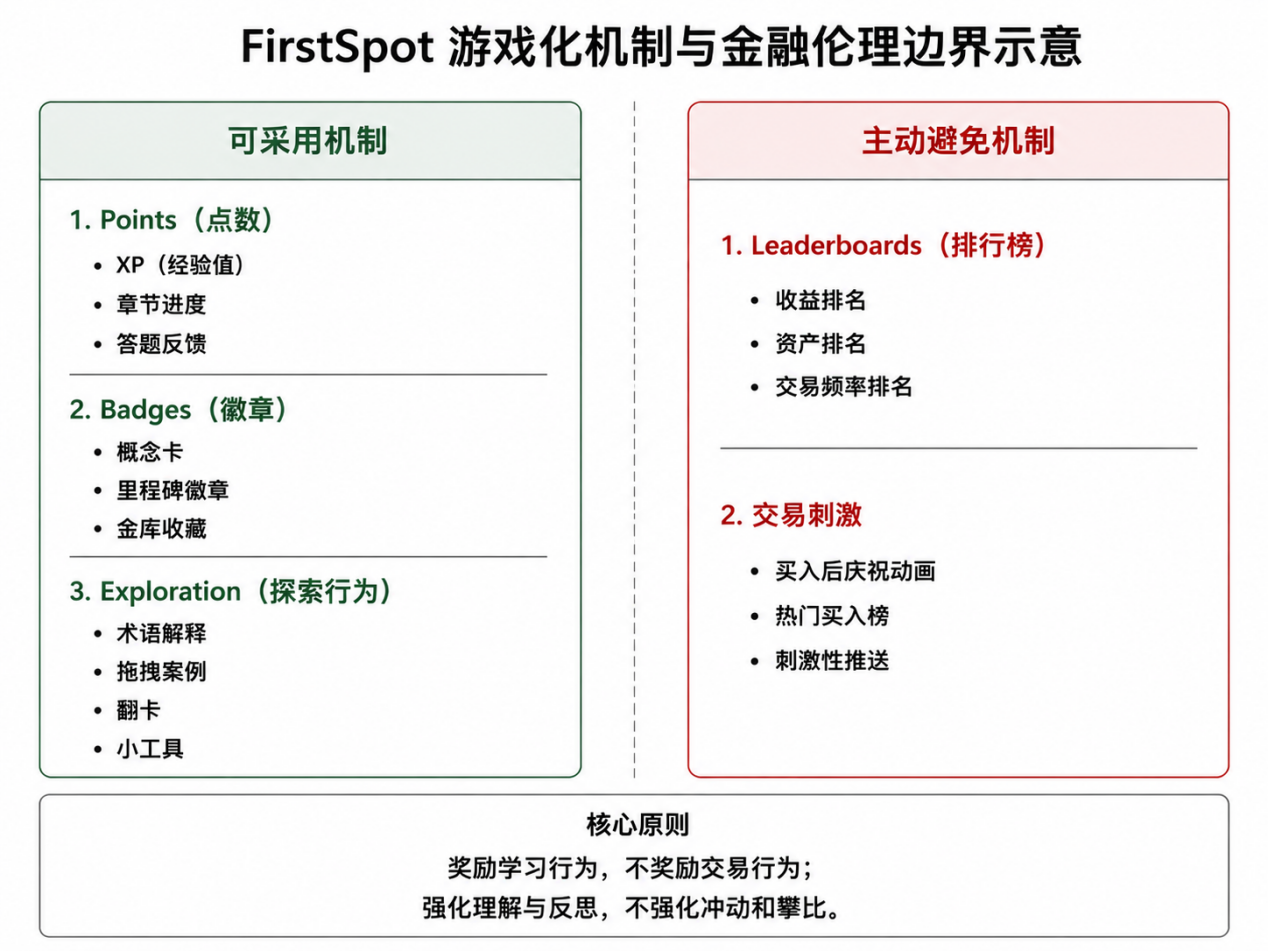 FirstSpot 游戏化机制与金融伦理边界示意
可采用机制
1. Points（点数）
• XP（经验值）
• 章节进度
• 答题反馈
2. Badges（徽章）
• 概念卡
• 里程碑徽章
• 金库收藏
3. Exploration（探索行为）
• 术语解释
• 拖拽案例
• 翻卡
• 小工具
主动避免机制
1. Leaderboards（排行榜）
• 收益排名
• 资产排名
• 交易频率排名
2. 交易刺激
• 买入后庆祝动画
• 热门买入榜
• 刺激性推送
核心原则
奖励学习行为，不奖励交易行为；
强化理解与反思，不强化冲动和攀比。